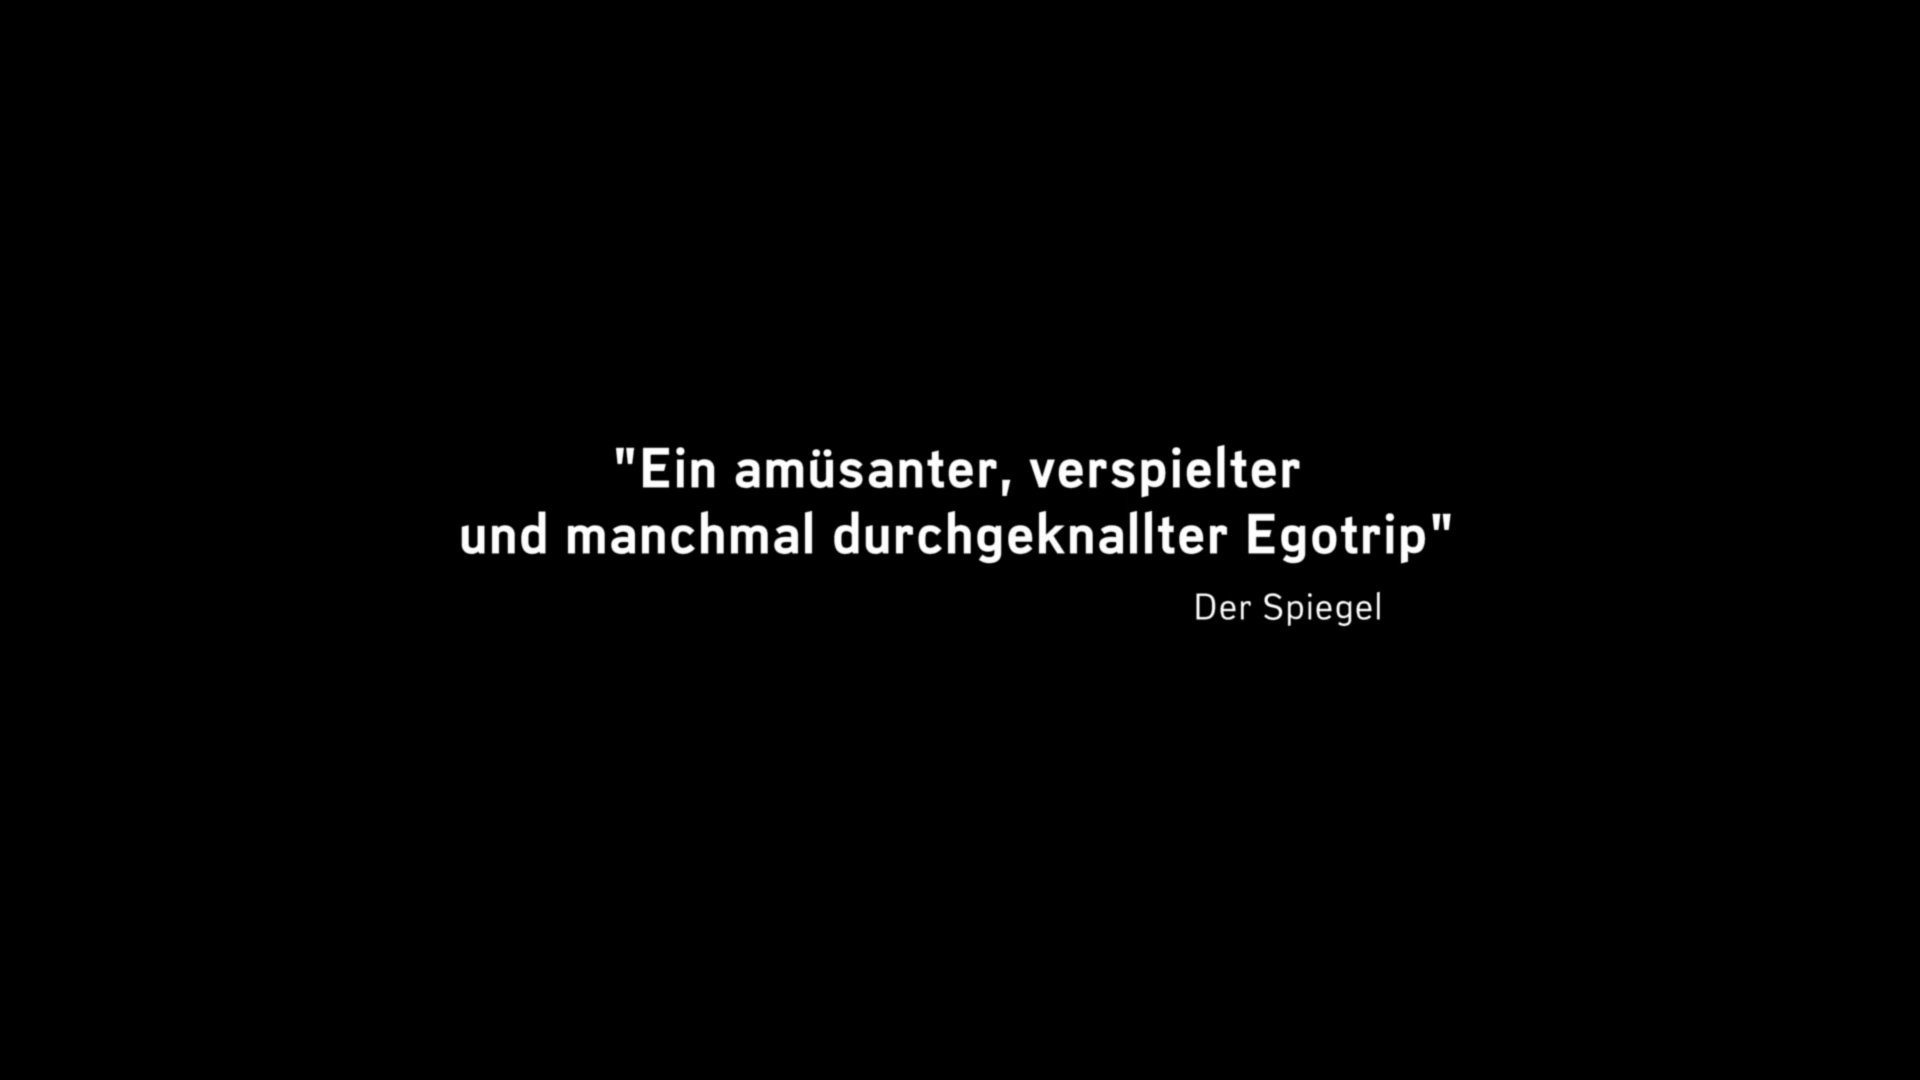 "Ein amüsanter, verspielter
und manchmal durchgeknallter Egotrip"
Der Spiegel